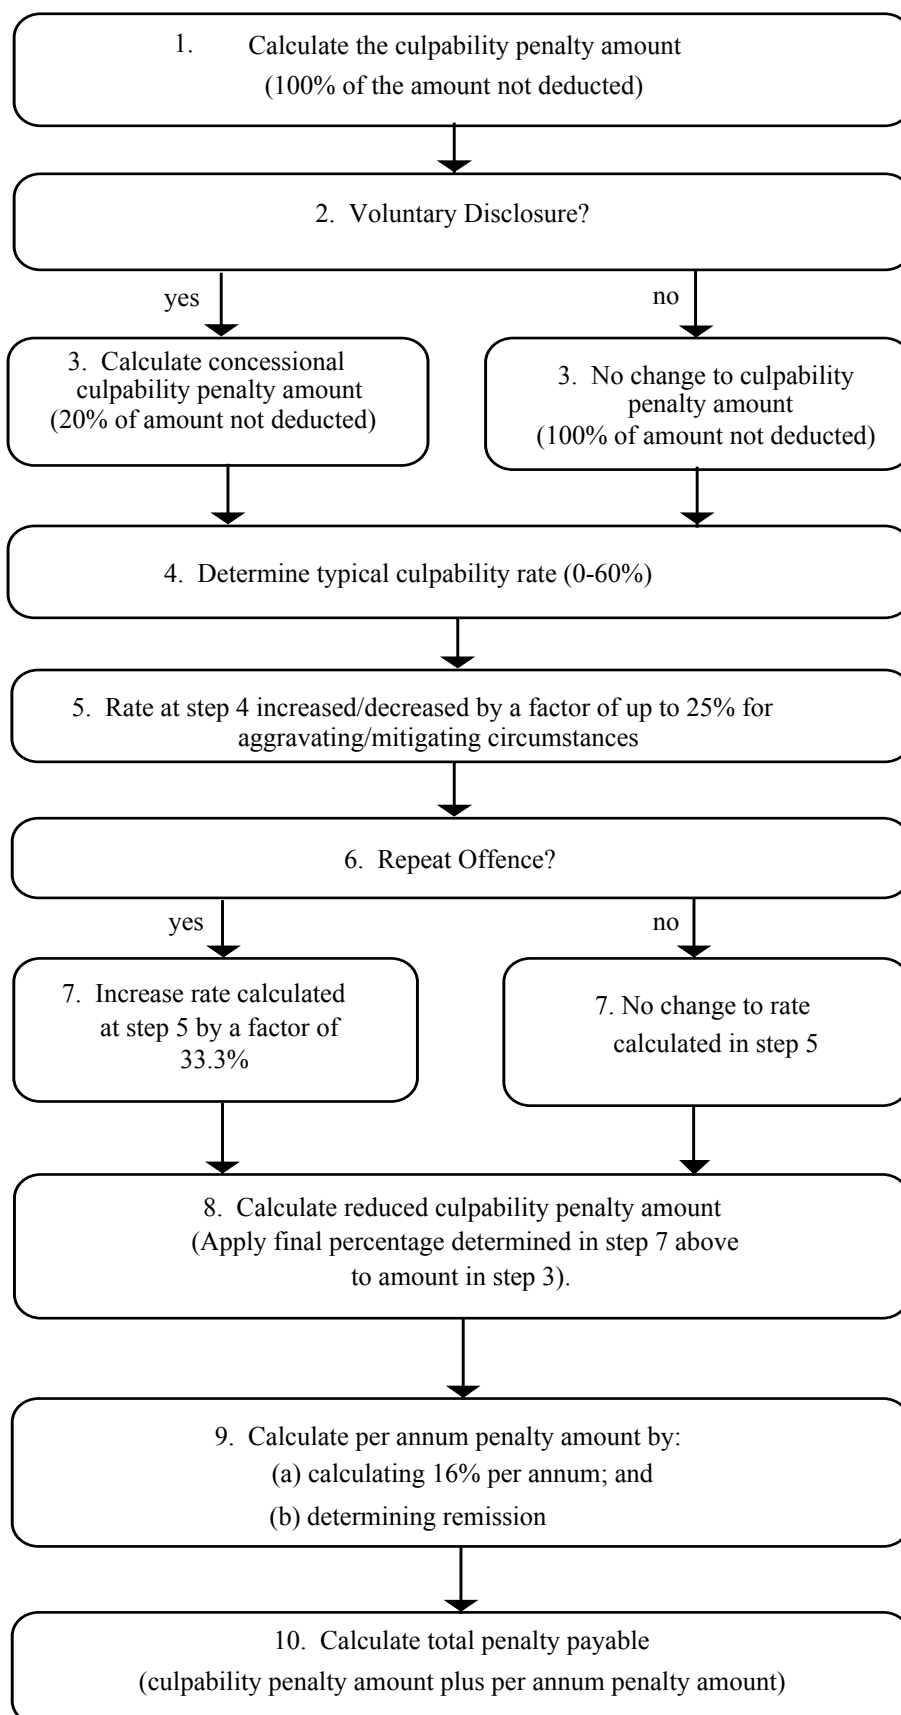 1. Calculate the culpability penalty amount
(100% of the amount not deducted)
2. Voluntary Disclosure?
yes
no
3. Calculate concessional
culpability penalty amount
(20% of amount not deducted)
3. No change to culpability
penalty amount
(100% of amount not deducted)
4. Determine typical culpability rate (0-60%)
5. Rate at step 4 increased/decreased by a factor of up to 25% for
aggravating/mitigating circumstances
6. Repeat Offence?
yes
no
7. Increase rate calculated
at step 5 by a factor of
33.3%
7. No change to rate
calculated in step 5
8. Calculate reduced culpability penalty amount
(Apply final percentage determined in step 7 above
to amount in step 3).
9. Calculate per annum penalty amount by:
(a) calculating 16% per annum; and
(b) determining remission
10. Calculate total penalty payable
(culpability penalty amount plus per annum penalty amount)